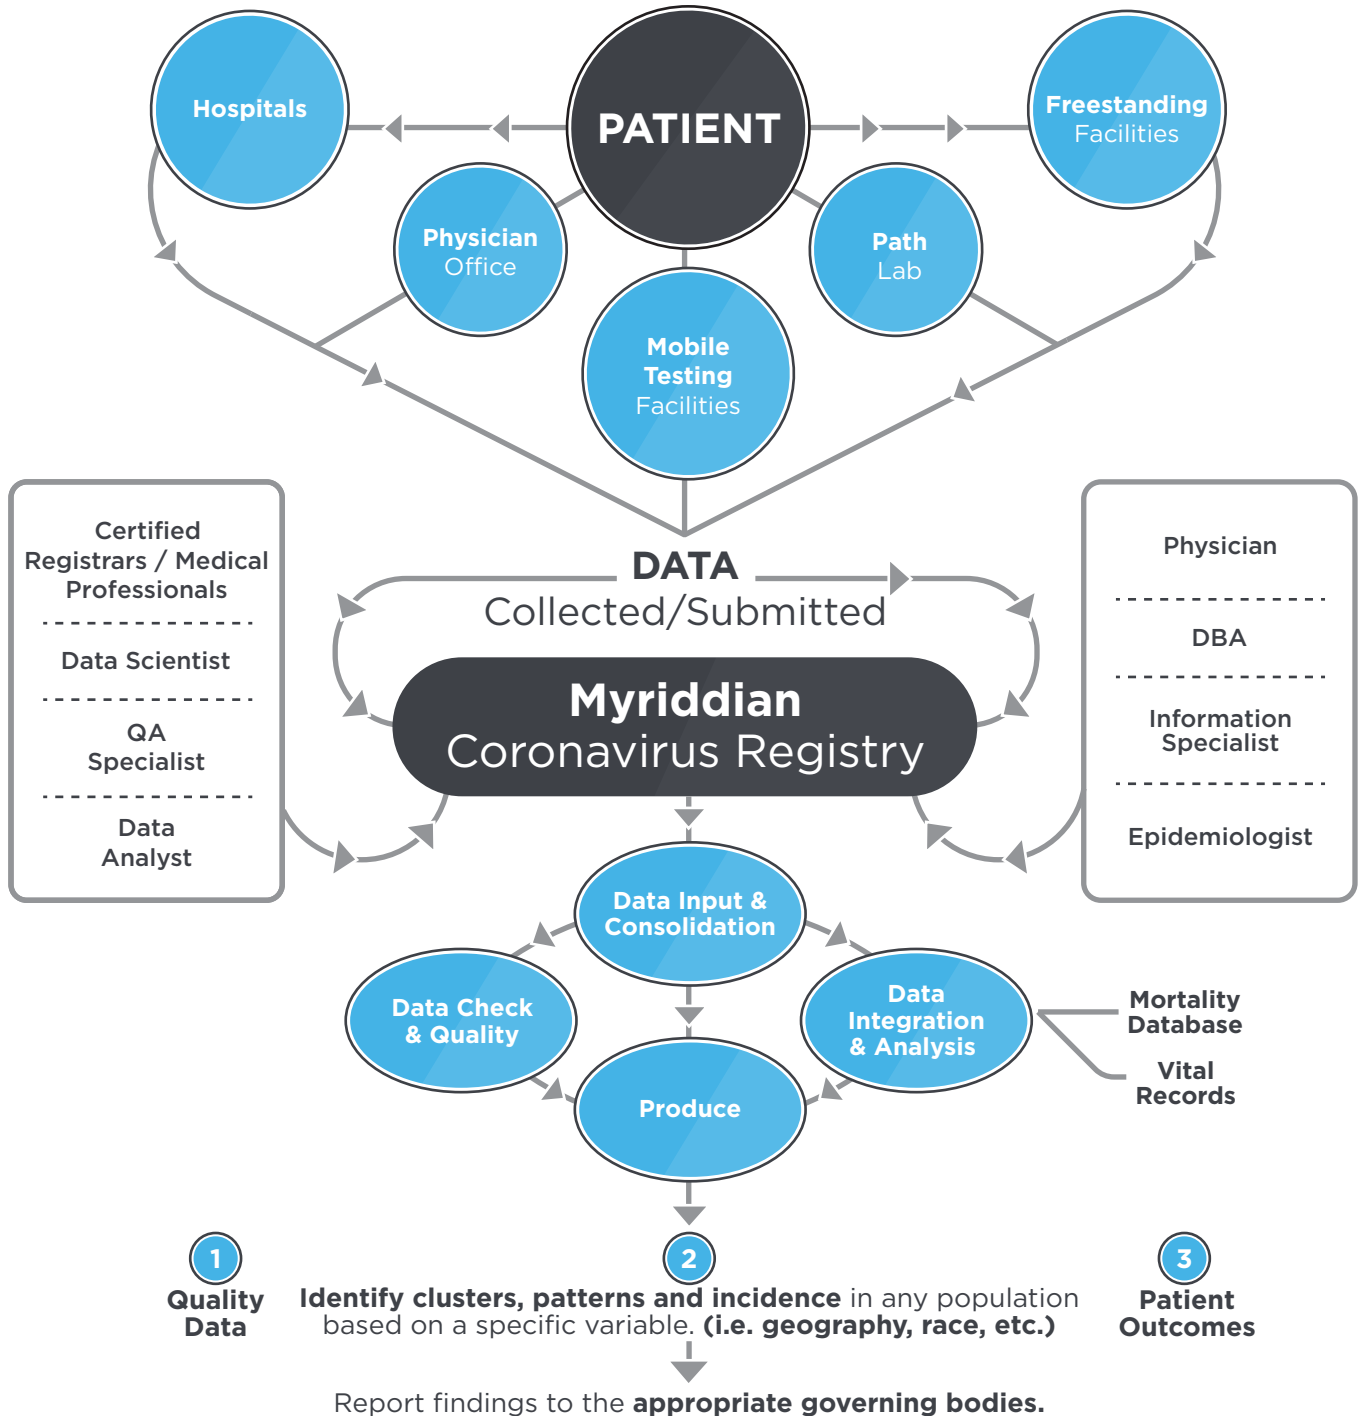 Hospitals
PATIENT
Freestanding
Facilities
Physician
Office
Path
Lab
Mobile
Testing
Facilities
Certified
Registrars / Medical
Professionals
Data Scientist
QA
Specialist
Data
Analyst
DATA
Collected/Submitted
Myriddian
Coronavirus Registry
Physician
DBA
Information
Specialist
Epidemiologist
Data Input &
Consolidation
Data Check
& Quality
Data
Integration
& Analysis
Mortality
Database
Vital
Records
Produce
1
Quality
Data
2
Identify clusters, patterns and incidence in any population
based on a specific variable. (i.e. geography, race, etc.)
3
Patient
Outcomes
Report findings to the appropriate governing bodies.